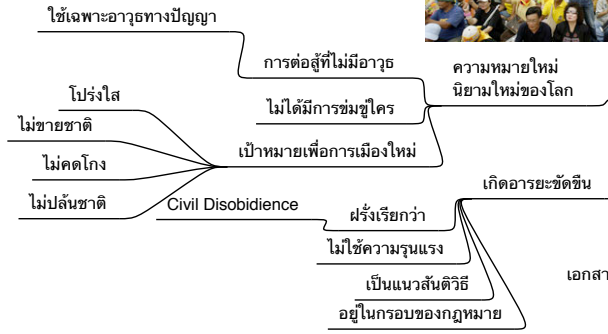 ใช้เฉพาะอาวุธทางปัญญา
การต่อสู้ที่ไม่มีอาวุธ
ความหมายใหม่
นิยามใหม่ของโลก
ไม่ได้มีการข่มขู่ใคร
โปร่งใส
ไม่ขายชาติ
เป้าหมายเพื่อการเมืองใหม่
ไม่คดโกง
ไม่ปล้นชาติ
เกิดอารยะขัดขืน
Civil Disobidience
ฝรั่งเรียกว่า
ไม่ใช้ความรุนแรง
เป็นแนวสันติวิธี
อยู่ในกรอบของกฎหมาย
เอกสา